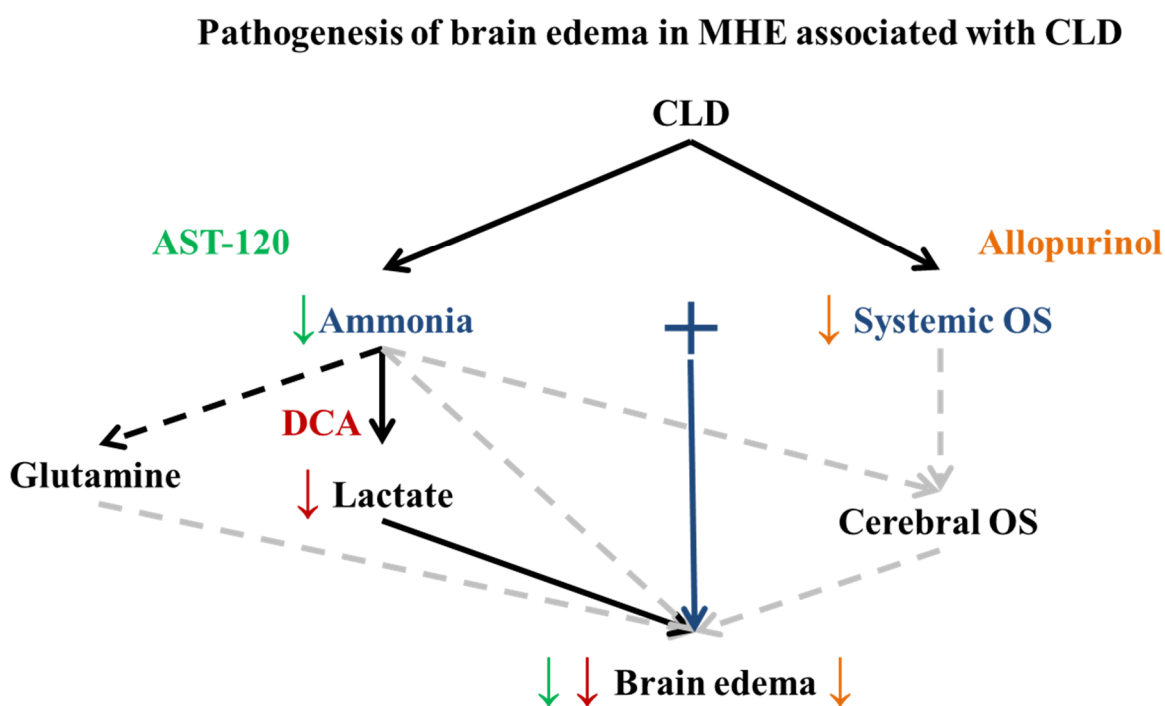 Pathogenesis of brain edema in MHE associated with CLD
CLD
AST-120
Allopurinol
↓Ammonia
+
↓ Systemic OS
DCA
Glutamine
↓ Lactate
Cerebral OS
↓ ↓ Brain edema ↓